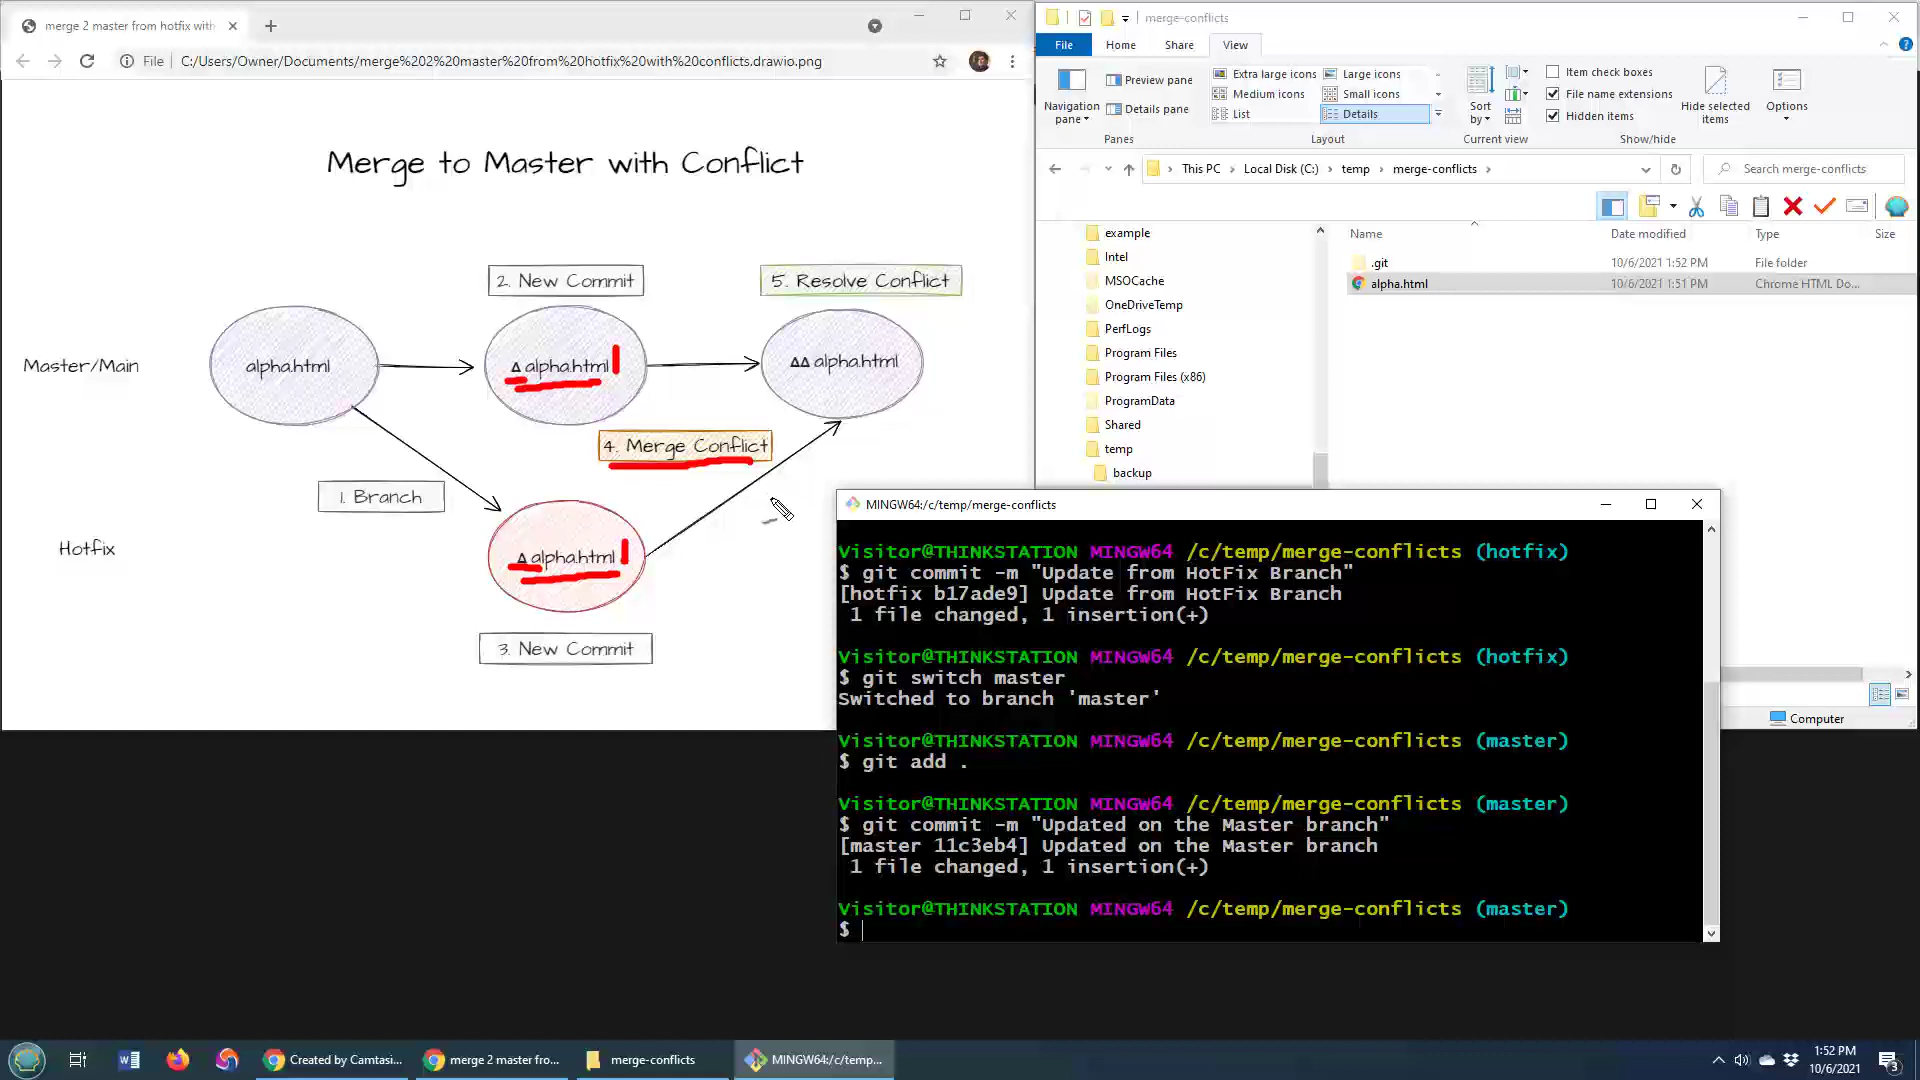 merge 2 master from hotfix with
File
C:/Users/Owner/Documents/merge%202%20master%20from%20hotfix%20with%20conflicts.drawio.png
Merge to Master with Conflict
2. New Commit
5. Resolve Conflict
Master/Main
alpha.html
Δ alpha.html
ΔΔ alpha.html
4. Merge Conflict
1. Branch
Hotfix
Δ alpha.html
3. New Commit
merge-conflicts
File
Home
Share
View
Navigation pane
Preview pane
Details pane
Panes
Extra large icons
Large icons
Medium icons
Small icons
List
Details
Layout
Sort by
Current view
Item check boxes
File name extensions
Hidden items
Hide selected items
Show/hide
Options
This PC
Local Disk (C:)
temp
merge-conflicts
Search merge-conflicts
example
Intel
MSOCache
OneDriveTemp
PerfLogs
Program Files
Program Files (x86)
ProgramData
Shared
temp
backup
Name
Date modified
Type
Size
.git
10/6/2021 1:52 PM
File folder
alpha.html
10/6/2021 1:51 PM
Chrome HTML Do...
Computer
MINGW64:/c/temp/merge-conflicts
Visitor@THINKSTATION MINGW64 /c/temp/merge-conflicts (hotfix)
$ git commit -m "Update from HotFix Branch"
[hotfix b17ade9] Update from HotFix Branch
1 file changed, 1 insertion(+)
Visitor@THINKSTATION MINGW64 /c/temp/merge-conflicts (hotfix)
$ git switch master
Switched to branch 'master'
Visitor@THINKSTATION MINGW64 /c/temp/merge-conflicts (master)
$ git add .
Visitor@THINKSTATION MINGW64 /c/temp/merge-conflicts (master)
$ git commit -m "Updated on the Master branch"
[master 11c3eb4] Updated on the Master branch
1 file changed, 1 insertion(+)
Visitor@THINKSTATION MINGW64 /c/temp/merge-conflicts (master)
$
Created by Camtasi...
merge 2 master fro...
merge-conflicts
MINGW64:/c/temp...
1:52 PM
10/6/2021
3